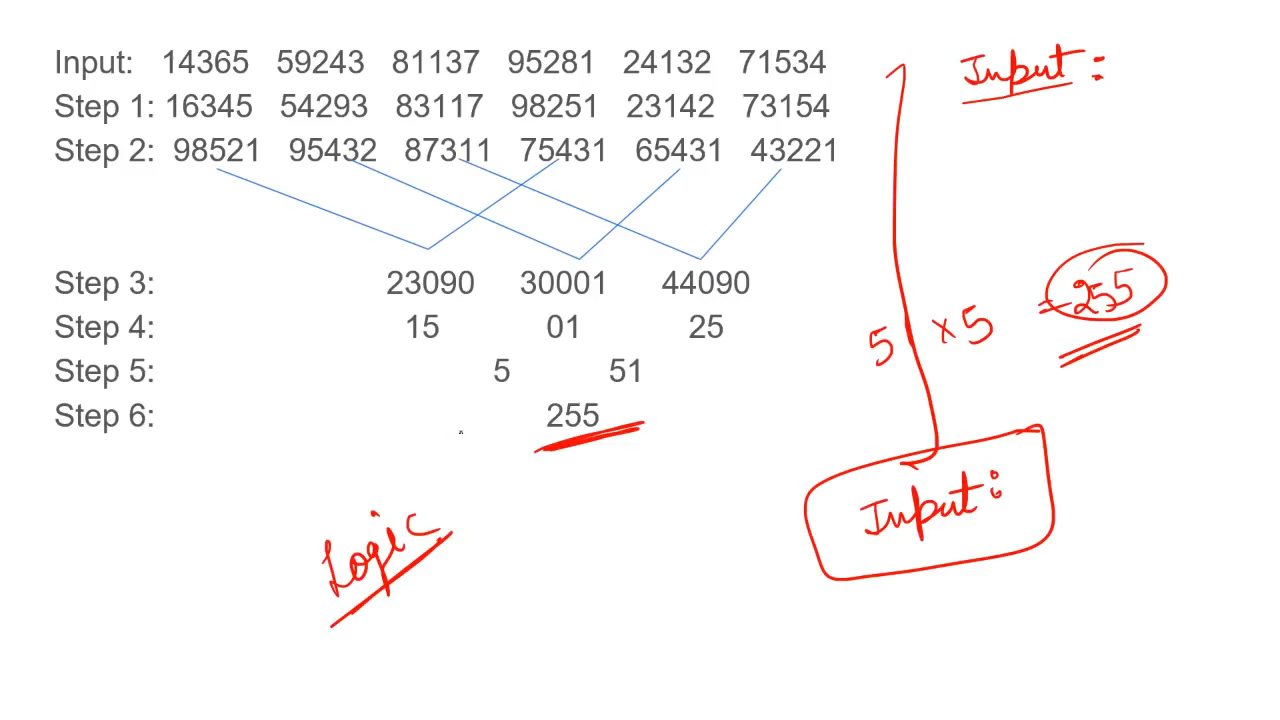 Input: 14365 59243 81137 95281 24132 71534
Step 1: 16345 54293 83117 98251 23142 73154
Step 2: 98521 95432 87311 75431 65431 43221
Step 3: 23090 30001 44090
Step 4: 15 01 25
Step 5: 5 51
Step 6: 255
Input:
5 × 5 = 255
Input:
Logic